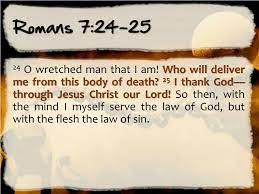 Romans 7:24-25
24 O wretched man that I am! Who will deliver
me from this body of death? 25 I thank God—
through Jesus Christ our Lord! So then, with
the mind I myself serve the law of God, but
with the flesh the law of sin.